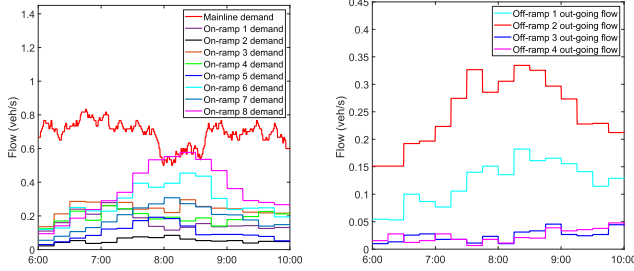 1.4
1.2
1
0.8
0.6
0.4
0.2
0
Flow (veh/s)
6:00 7:00 8:00 9:00 10:00
Mainline demand
On-ramp 1 demand
On-ramp 2 demand
On-ramp 3 demand
On-ramp 4 demand
On-ramp 5 demand
On-ramp 6 demand
On-ramp 7 demand
On-ramp 8 demand
0.45
0.4
0.35
0.3
0.25
0.2
0.15
0.1
0.05
0
Flow (veh/s)
6:00 7:00 8:00 9:00 10:00
Off-ramp 1 out-going flow
Off-ramp 2 out-going flow
Off-ramp 3 out-going flow
Off-ramp 4 out-going flow